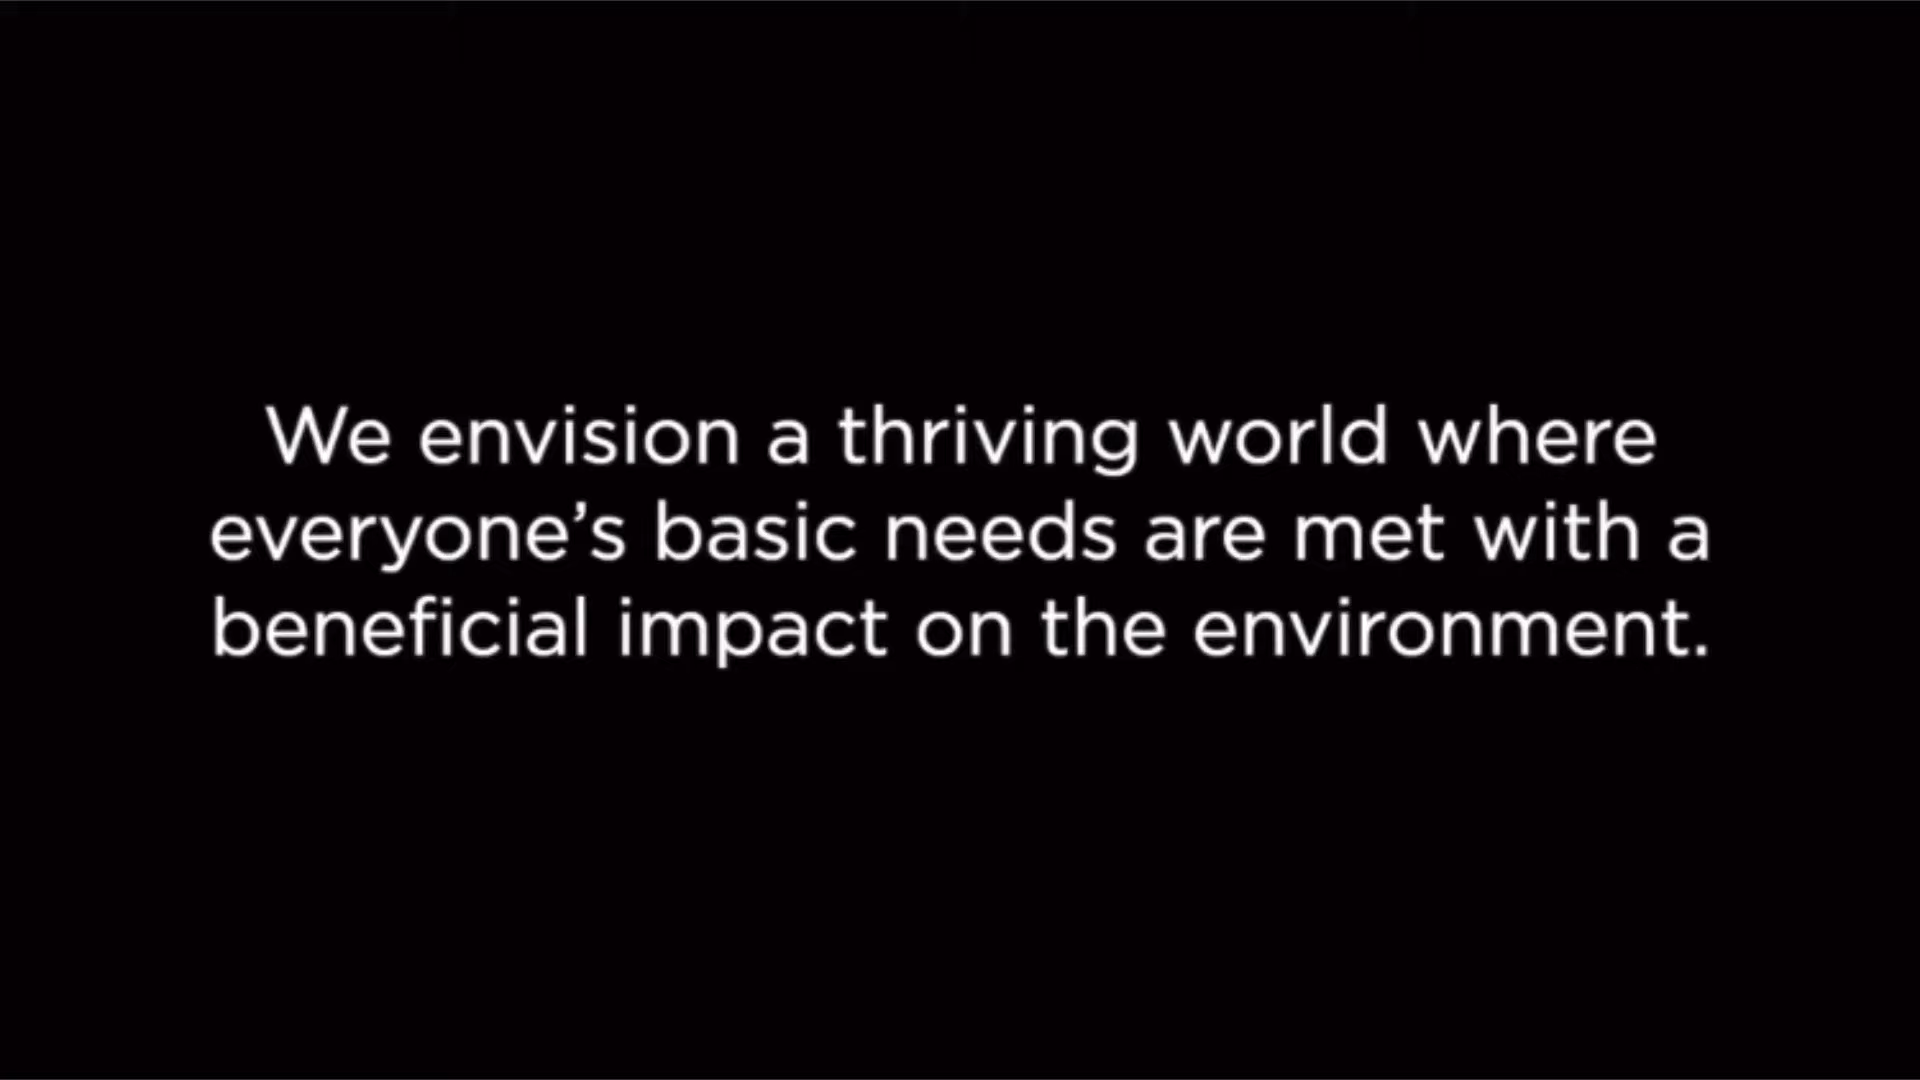 We envision a thriving world where
everyone’s basic needs are met with a
beneficial impact on the environment.